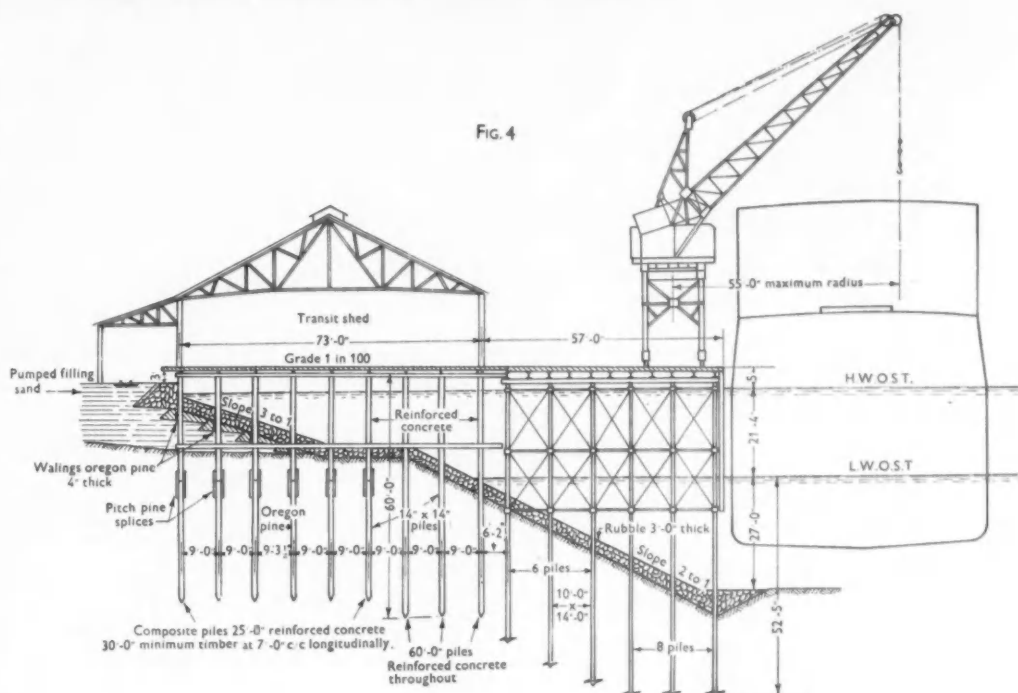 FIG. 4
55'-0" maximum radius
Transit shed
73'-0"
57'-0"
Grade 1 in 100
Pumped filling
sand
3'
5'
H.W.O.S.T.
Slope 3 to 1
Reinforced
concrete
21'-4"
Walings oregon pine
4" thick
60'-0"
L.W.O.S.T
Pitch pine
splices
Oregon
pine
14" x 14"
piles
27'-0"
6'-2"
Rubble 3'-0" thick
9'-0" 9'-0" 9'-3½" 9'-0" 9'-0" 9'-0" 9'-0" 9'-0"
Slope 2 to 1
6 piles
10'-0"
x
14'-0"
52'-5"
Composite piles 25'-0" reinforced concrete
30'-0" minimum timber at 7'-0" c/c longitudinally.
60'-0" piles
Reinforced concrete
throughout
8 piles